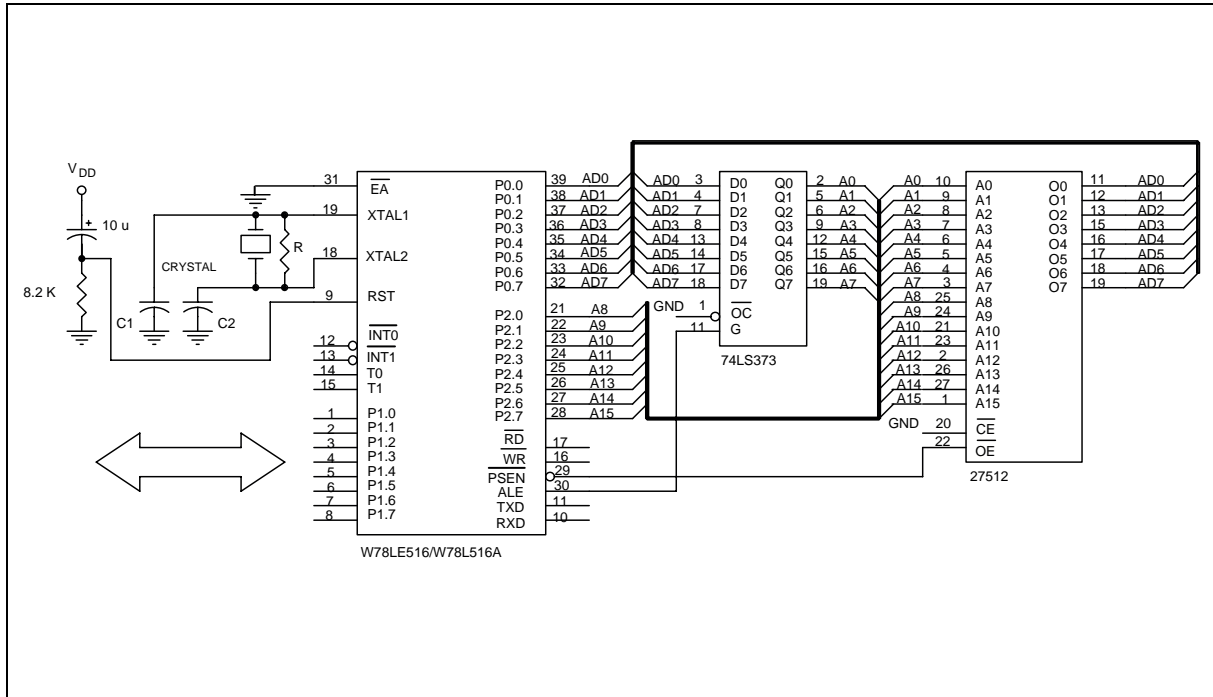 V DD
10 u
8.2 K
CRYSTAL
R
C1
C2
31 EA
19 XTAL1
18 XTAL2
9 RST
12 INT0
13 INT1
14 T0
15 T1
1 P1.0
2 P1.1
3 P1.2
4 P1.3
5 P1.4
6 P1.5
7 P1.6
8 P1.7
P0.0 39 AD0
P0.1 38 AD1
P0.2 37 AD2
P0.3 36 AD3
P0.4 35 AD4
P0.5 34 AD5
P0.6 33 AD6
P0.7 32 AD7
P2.0 21 A8
P2.1 22 A9
P2.2 23 A10
P2.3 24 A11
P2.4 25 A12
P2.5 26 A13
P2.6 27 A14
P2.7 28 A15
RD 17
WR 16
PSEN 29
ALE 30
TXD 11
RXD 10
W78LE516/W78L516A
AD0 3 D0 Q0 2 A0
AD1 4 D1 Q1 5 A1
AD2 7 D2 Q2 6 A2
AD3 8 D3 Q3 9 A3
AD4 13 D4 Q4 12 A4
AD5 14 D5 Q5 15 A5
AD6 17 D6 Q6 16 A6
AD7 18 D7 Q7 19 A7
GND 1 OC
11 G
74LS373
A0 10 A0 O0 11 AD0
A1 9 A1 O1 12 AD1
A2 8 A2 O2 13 AD2
A3 7 A3 O3 15 AD3
A4 6 A4 O4 16 AD4
A5 5 A5 O5 17 AD5
A6 4 A6 O6 18 AD6
A7 3 A7 O7 19 AD7
A8 25 A8
A9 24 A9
A10 21 A10
A11 23 A11
A12 2 A12
A13 26 A13
A14 27 A14
A15 1 A15
GND 20 CE
22 OE
27512